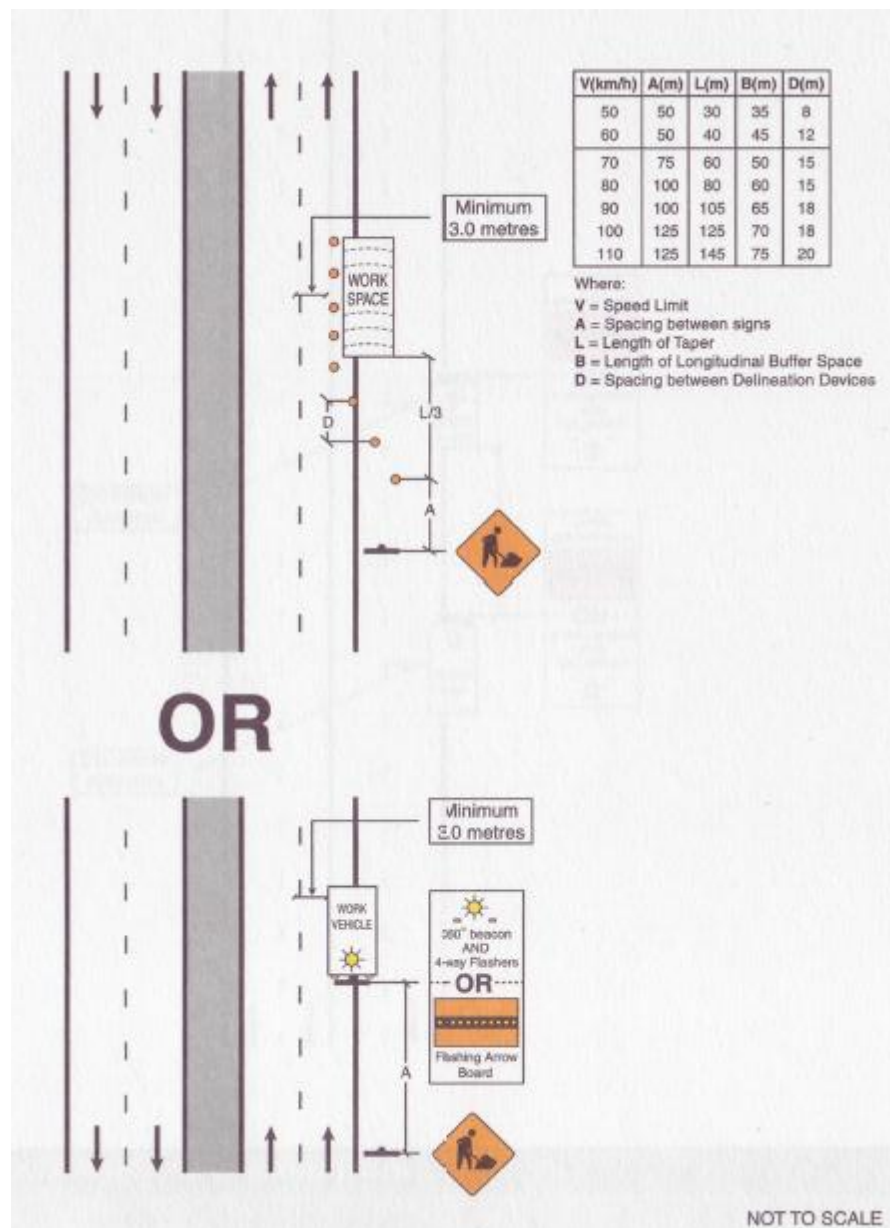 V(km/h) A(m) L(m) B(m) D(m)
50 50 30 35 8
60 50 40 45 12
70 75 60 50 15
80 100 80 60 15
90 100 105 65 18
100 125 125 70 18
110 125 145 75 20
Where:
V = Speed Limit
A = Spacing between signs
L = Length of Taper
B = Length of Longitudinal Buffer Space
D = Spacing between Delineation Devices
Minimum
3.0 metres
WORK
SPACE
D
L/3
A
OR
Minimum
3.0 metres
WORK
VEHICLE
360° beacon
AND
4-way Flashers
OR
Flashing Arrow
Board
A
NOT TO SCALE